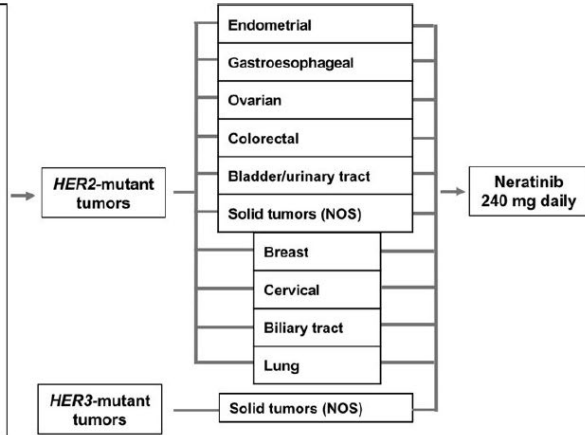 Endometrial
Gastroesophageal
Ovarian
Colorectal
Bladder/urinary tract
Solid tumors (NOS)
Breast
Cervical
Biliary tract
Lung
HER2-mutant
tumors
Neratinib
240 mg daily
HER3-mutant
tumors
Solid tumors (NOS)